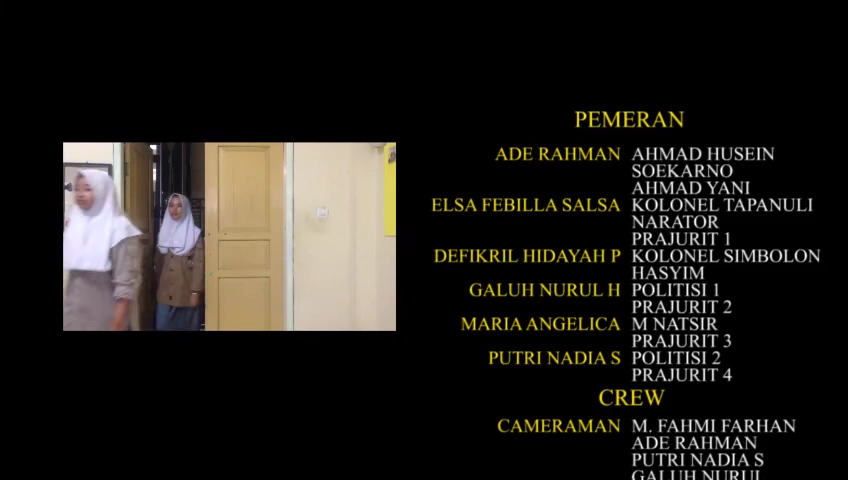 PEMERAN
ADE RAHMAN AHMAD HUSEIN
SOEKARNO
AHMAD YANI
ELSA FEBILLA SALSA KOLONEL TAPANULI
NARATOR
PRAJURIT 1
DEFIKRIL HIDAYAH P KOLONEL SIMBOLON
HASYIM
GALUH NURUL H POLITISI 1
PRAJURIT 2
MARIA ANGELICA M NATSIR
PRAJURIT 3
PUTRI NADIA S POLITISI 2
PRAJURIT 4
CREW
CAMERAMAN M. FAHMI FARHAN
ADE RAHMAN
PUTRI NADIA S
GALUH NURUL